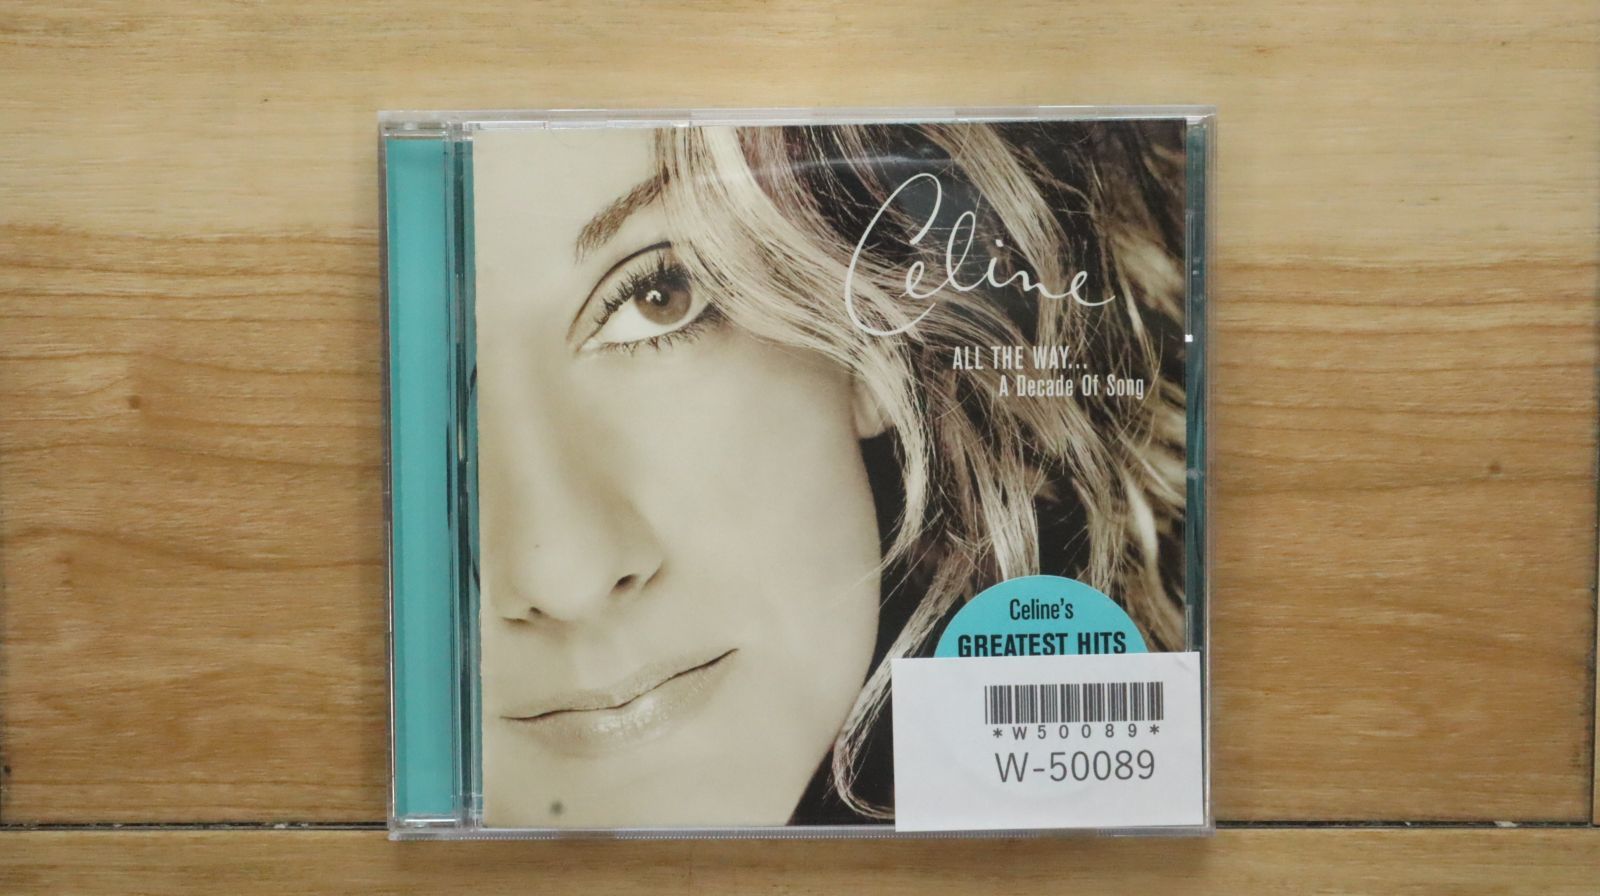 Celine
ALL THE WAY...
A Decade Of Song
Celine's
GREATEST HITS
*W50089*
W-50089